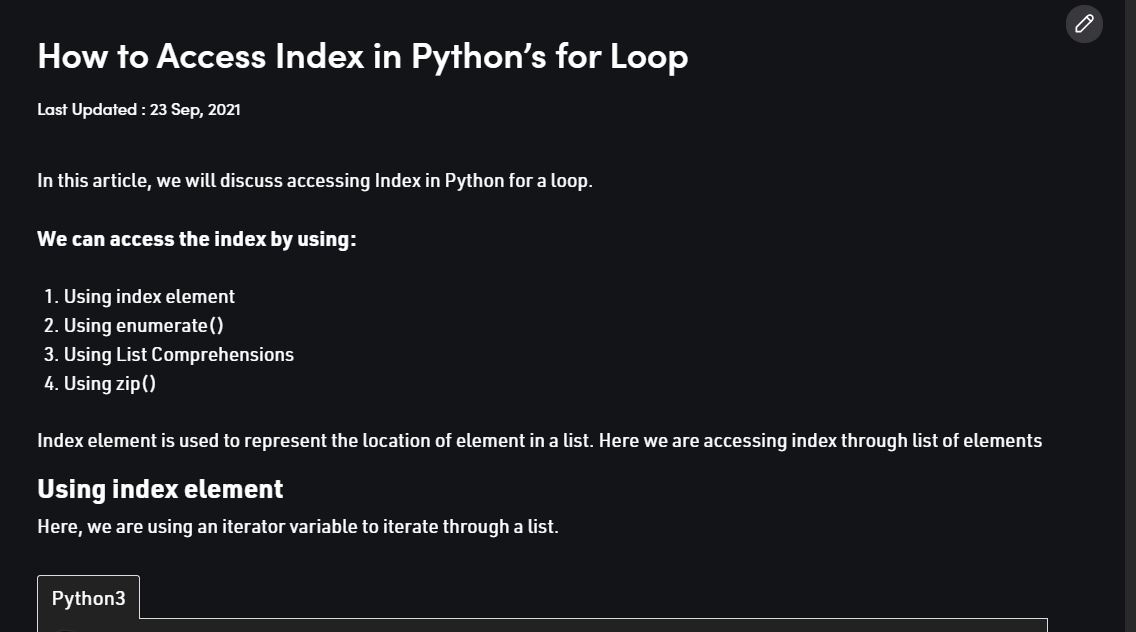 How to Access Index in Python’s for Loop
Last Updated : 23 Sep, 2021
In this article, we will discuss accessing Index in Python for a loop.
We can access the index by using:
1. Using index element
2. Using enumerate()
3. Using List Comprehensions
4. Using zip()
Index element is used to represent the location of element in a list. Here we are accessing index through list of elements
Using index element
Here, we are using an iterator variable to iterate through a list.
Python3